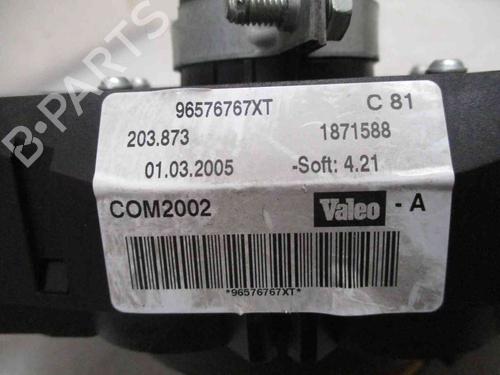 96576767XT C 81
203.873 1871588
01.03.2005 -Soft: 4.21
COM2002 Valeo - A
*96576767XT*
B-PARTS